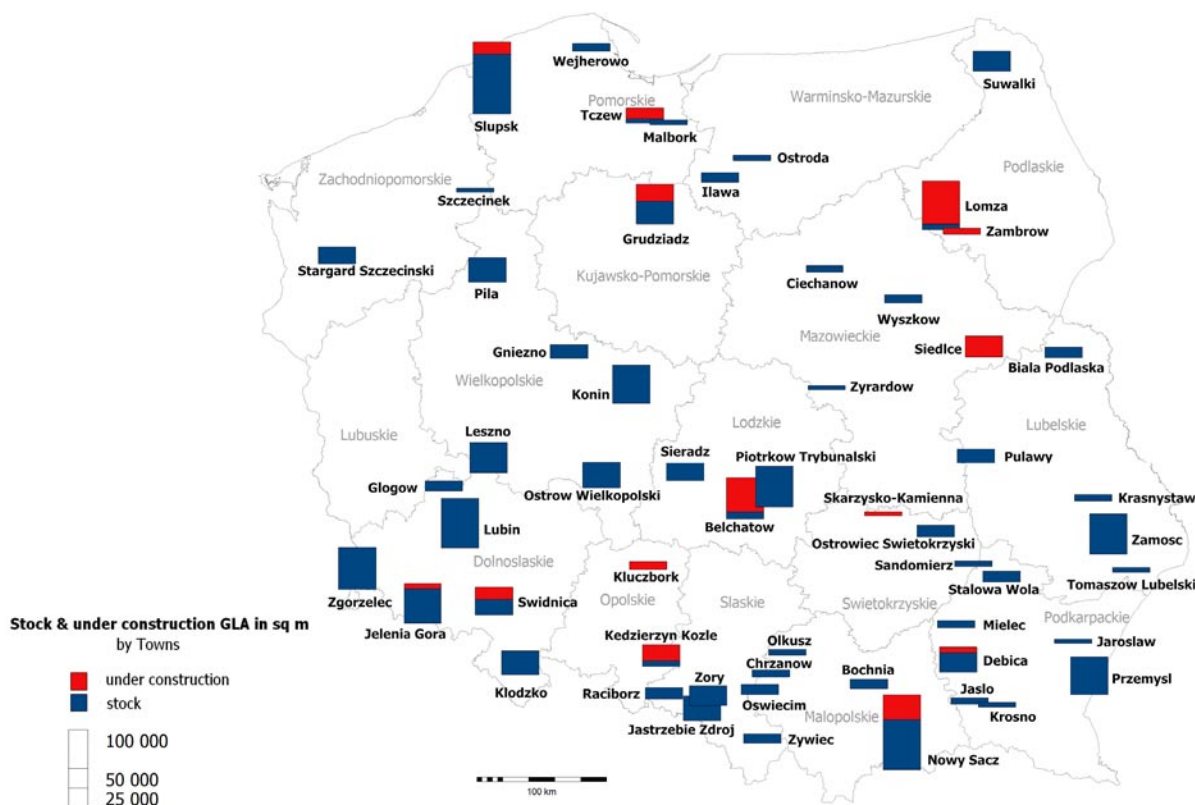 Wejherowo
Suwalki
Pomorskie
Warminsko-Mazurskie
Tczew
Slupsk
Malbork
Ostroda
Podlaskie
Zachodniopomorskie
Ilawa
Szczecinek
Lomza
Zambrow
Grudziadz
Stargard Szczecinski
Kujawsko-Pomorskie
Ciechanow
Pila
Wyszkow
Mazowieckie
Siedlce
Gniezno
Biala Podlaska
Wielkopolskie
Konin
Zyrardow
Lodzkie
Lubelskie
Leszno
Lubuskie
Sieradz
Piotrkow Trybunalski
Pulawy
Glogow
Ostrow Wielkopolski
Skarzysko-Kamienna
Krasnystaw
Belchatow
Lubin
Ostrowiec Swietokrzyski
Zamosc
Dolnoslaskie
Sandomierz
Kluczbork
Stalowa Wola
Tomaszow Lubelski
Zgorzelec
Opolskie
Slaskie
Swidnica
Swietokrzyskie
Podkarpackie
Stock & under construction GLA in sq m
Jelenia Gora
Mielec
by Towns
Kedzierzyn Kozle
Olkusz
Jaroslaw
Chrzanow
Debica
under construction
Bochnia
Zory
Przemysl
Klodzko
Raciborz
stock
Oswiecim
Jaslo
Krosno
Malopolskie
Jastrzebie Zdroj
Zywiec
100 000
Nowy Sacz
50 000
25 000
100 km